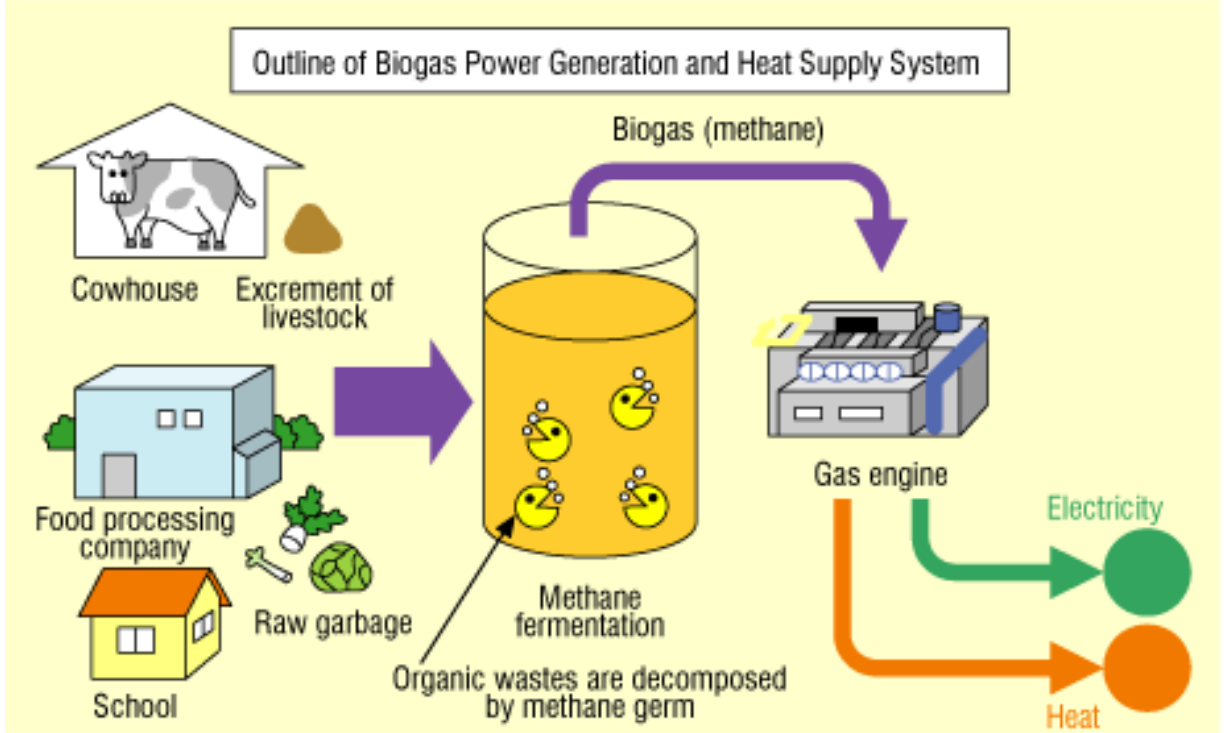 Outline of Biogas Power Generation and Heat Supply System
Biogas (methane)
Cowhouse
Excrement of
livestock
Food processing
company
Raw garbage
School
Methane
fermentation
Organic wastes are decomposed
by methane germ
Gas engine
Electricity
Heat